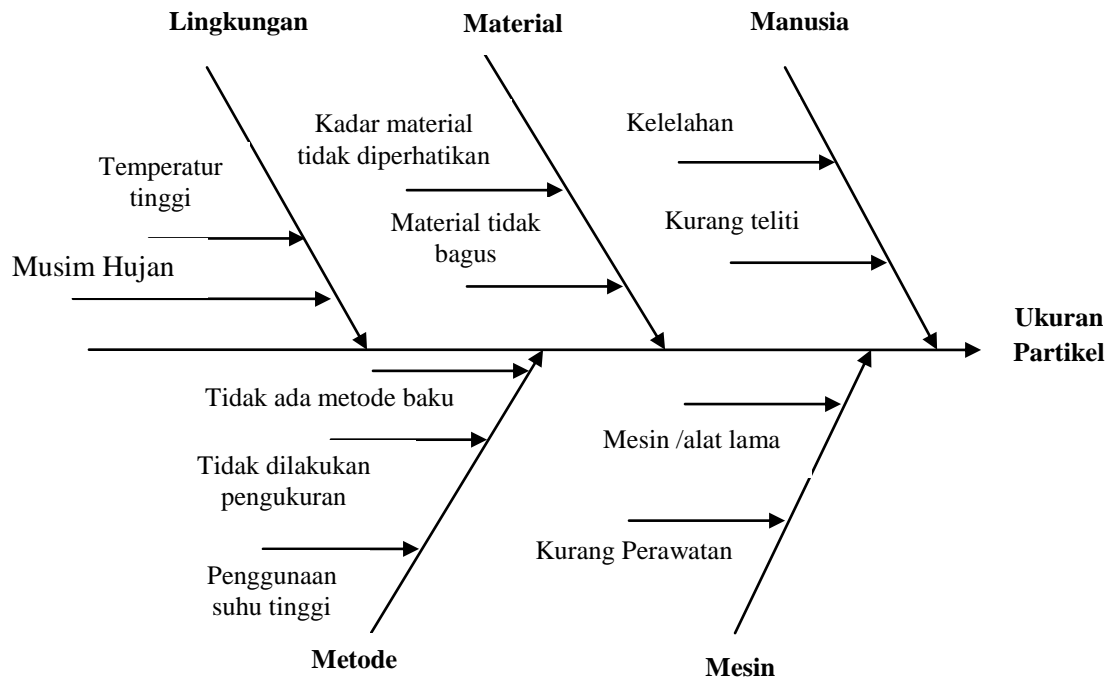 Lingkungan
Material
Manusia
Kadar material
tidak diperhatikan
Kelelahan
Temperatur
tinggi
Material tidak
bagus
Kurang teliti
Musim Hujan
Ukuran
Partikel
Tidak ada metode baku
Mesin /alat lama
Tidak dilakukan
pengukuran
Kurang Perawatan
Penggunaan
suhu tinggi
Metode
Mesin